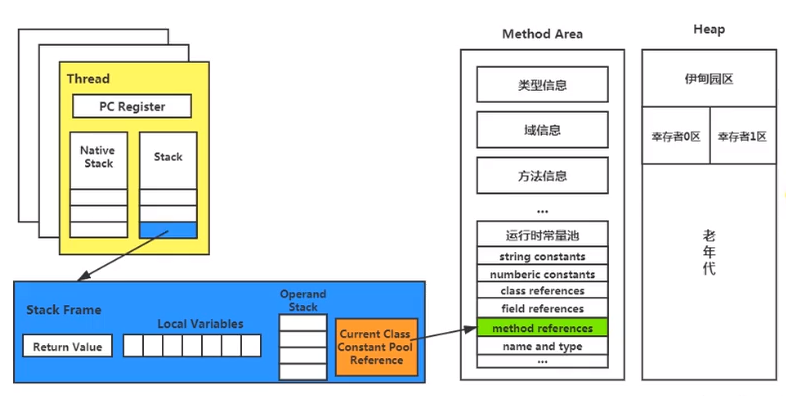 Thread
PC Register
Native
Stack
Stack
Stack Frame
Return Value
Local Variables
Operand
Stack
Current Class
Constant Pool
Reference
Method Area
类型信息
域信息
方法信息
...
运行时常量池
string constants
numberic constants
class references
field references
method references
name and type
...
Heap
伊甸园区
幸存者0区
幸存者1区
老
年
代